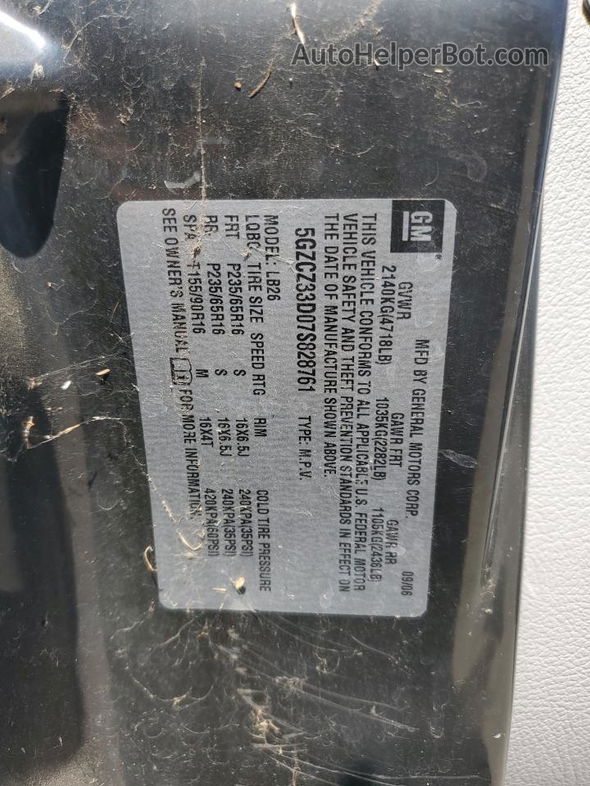 AutoHelperBot.com
GM
MFD BY GENERAL MOTORS CORP. 09/06
GVWR GAWR FRT GAWR RR
2140KG(4718LB) 1035KG(2282LB) 1105KG(2436LB)
THIS VEHICLE CONFORMS TO ALL APPLICABLE U.S. FEDERAL MOTOR
VEHICLE SAFETY AND THEFT PREVENTION STANDARDS IN EFFECT ON
THE DATE OF MANUFACTURE SHOWN ABOVE.
5GZCZ33D07S828761 TYPE: M.P.V.
MODEL: LB26
LQBC TIRE SIZE SPEED RTG RIM COLD TIRE PRESSURE
FRT P235/65R16 S 16X6.5J 240KPA(35PSI)
RR P235/65R16 S 16X6.5J 240KPA(35PSI)
SPA T155/90R16 M 16X4T 420KPA(60PSI)
SEE OWNER'S MANUAL FOR MORE INFORMATION.